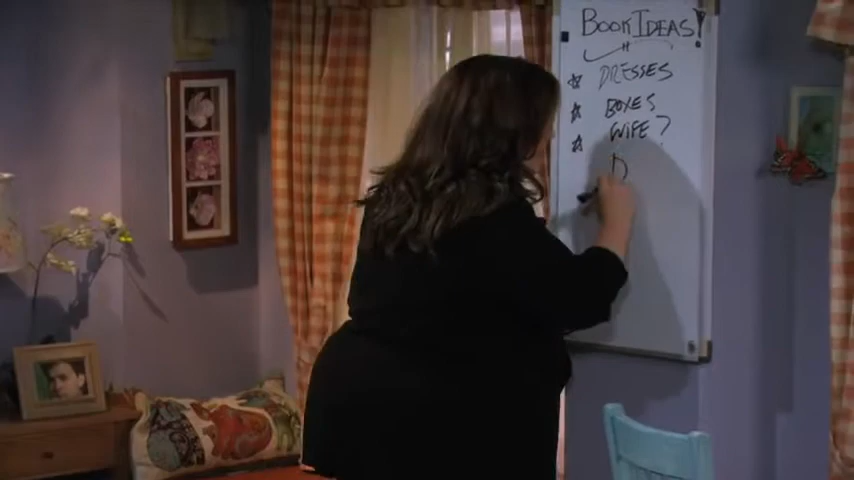 BOOK IDEAS!
☆ DRESSES
☆ BOXES
☆ WIFE?
D